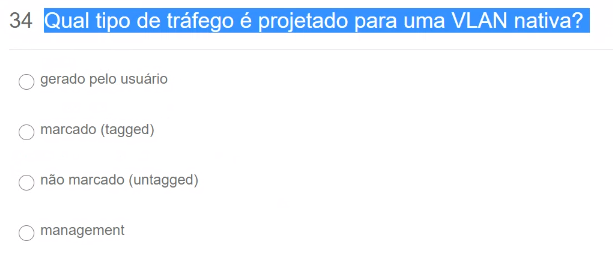 34 Qual tipo de tráfego é projetado para uma VLAN nativa?
gerado pelo usuário
marcado (tagged)
não marcado (untagged)
management